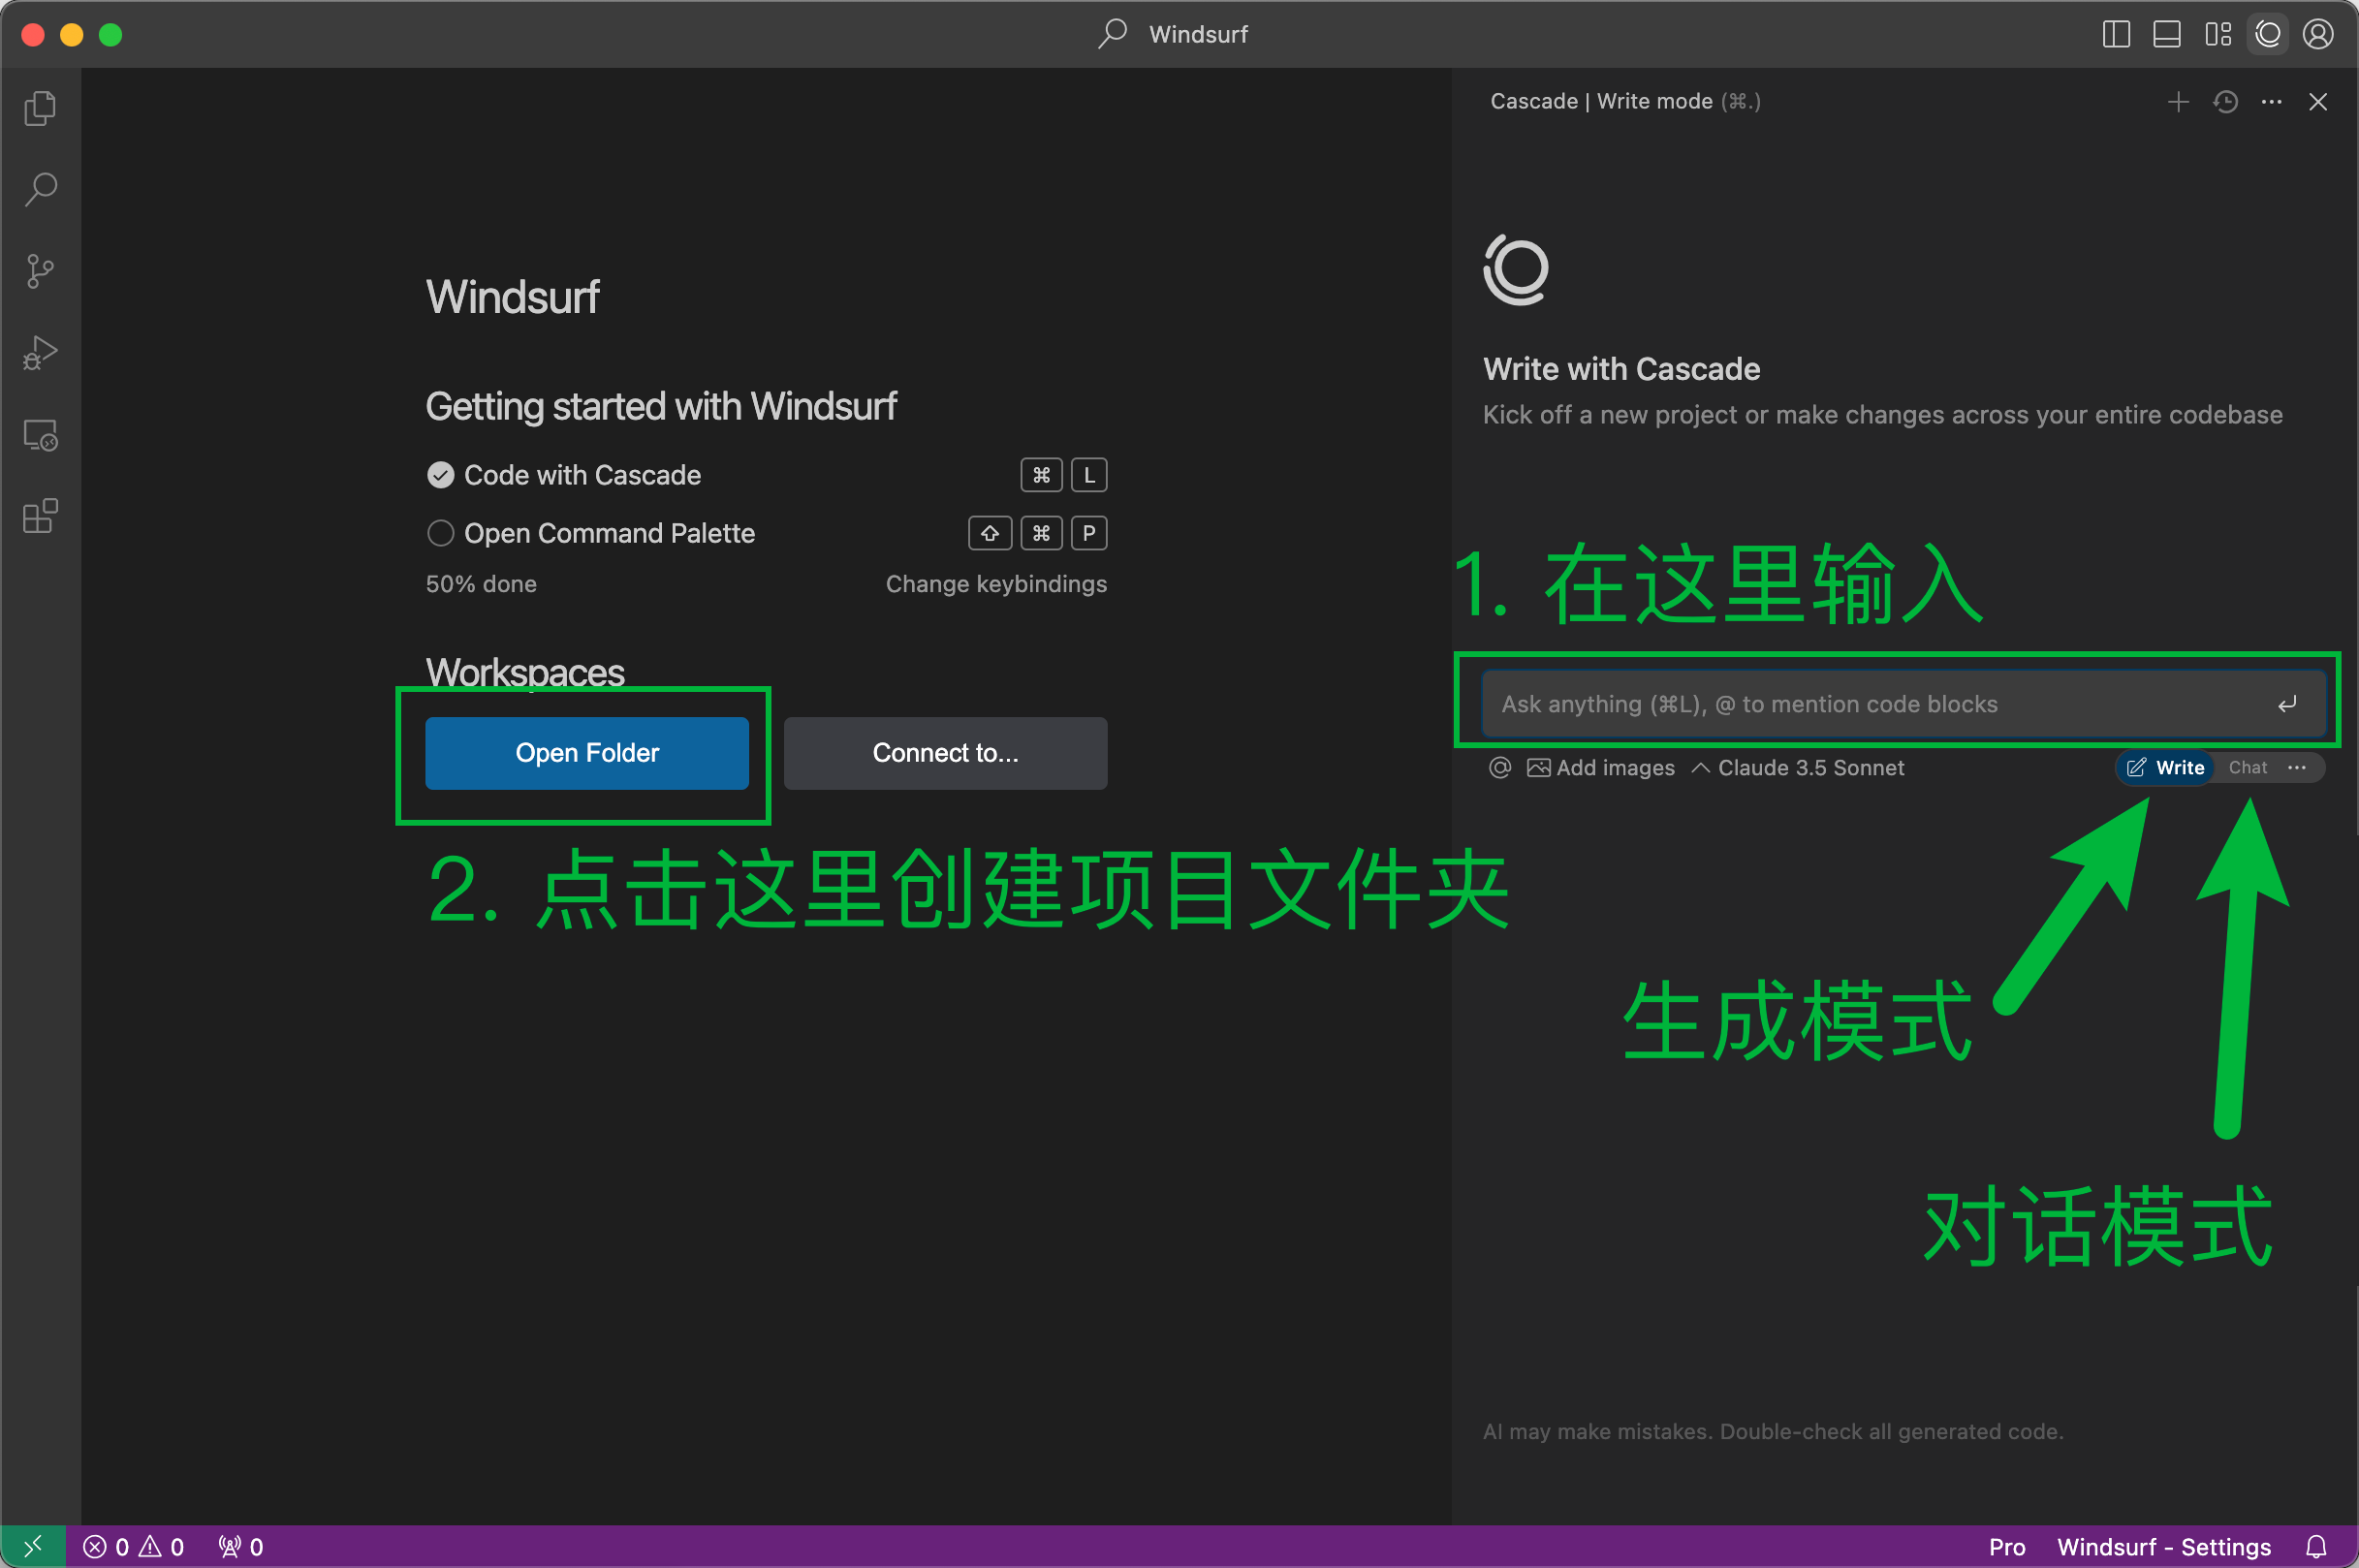 Windsurf
Cascade | Write mode (⌘.)
Windsurf
Getting started with Windsurf
Code with Cascade ⌘ L
Open Command Palette ⇧ ⌘ P
50% done Change keybindings
Workspaces
Open Folder Connect to...
2. 点击这里创建项目文件夹
Write with Cascade
Kick off a new project or make changes across your entire codebase
1. 在这里输入
Ask anything (⌘L), @ to mention code blocks
@ Add images Claude 3.5 Sonnet Write Chat ···
生成模式
对话模式
AI may make mistakes. Double-check all generated code.
0 0 0 Pro Windsurf - Settings